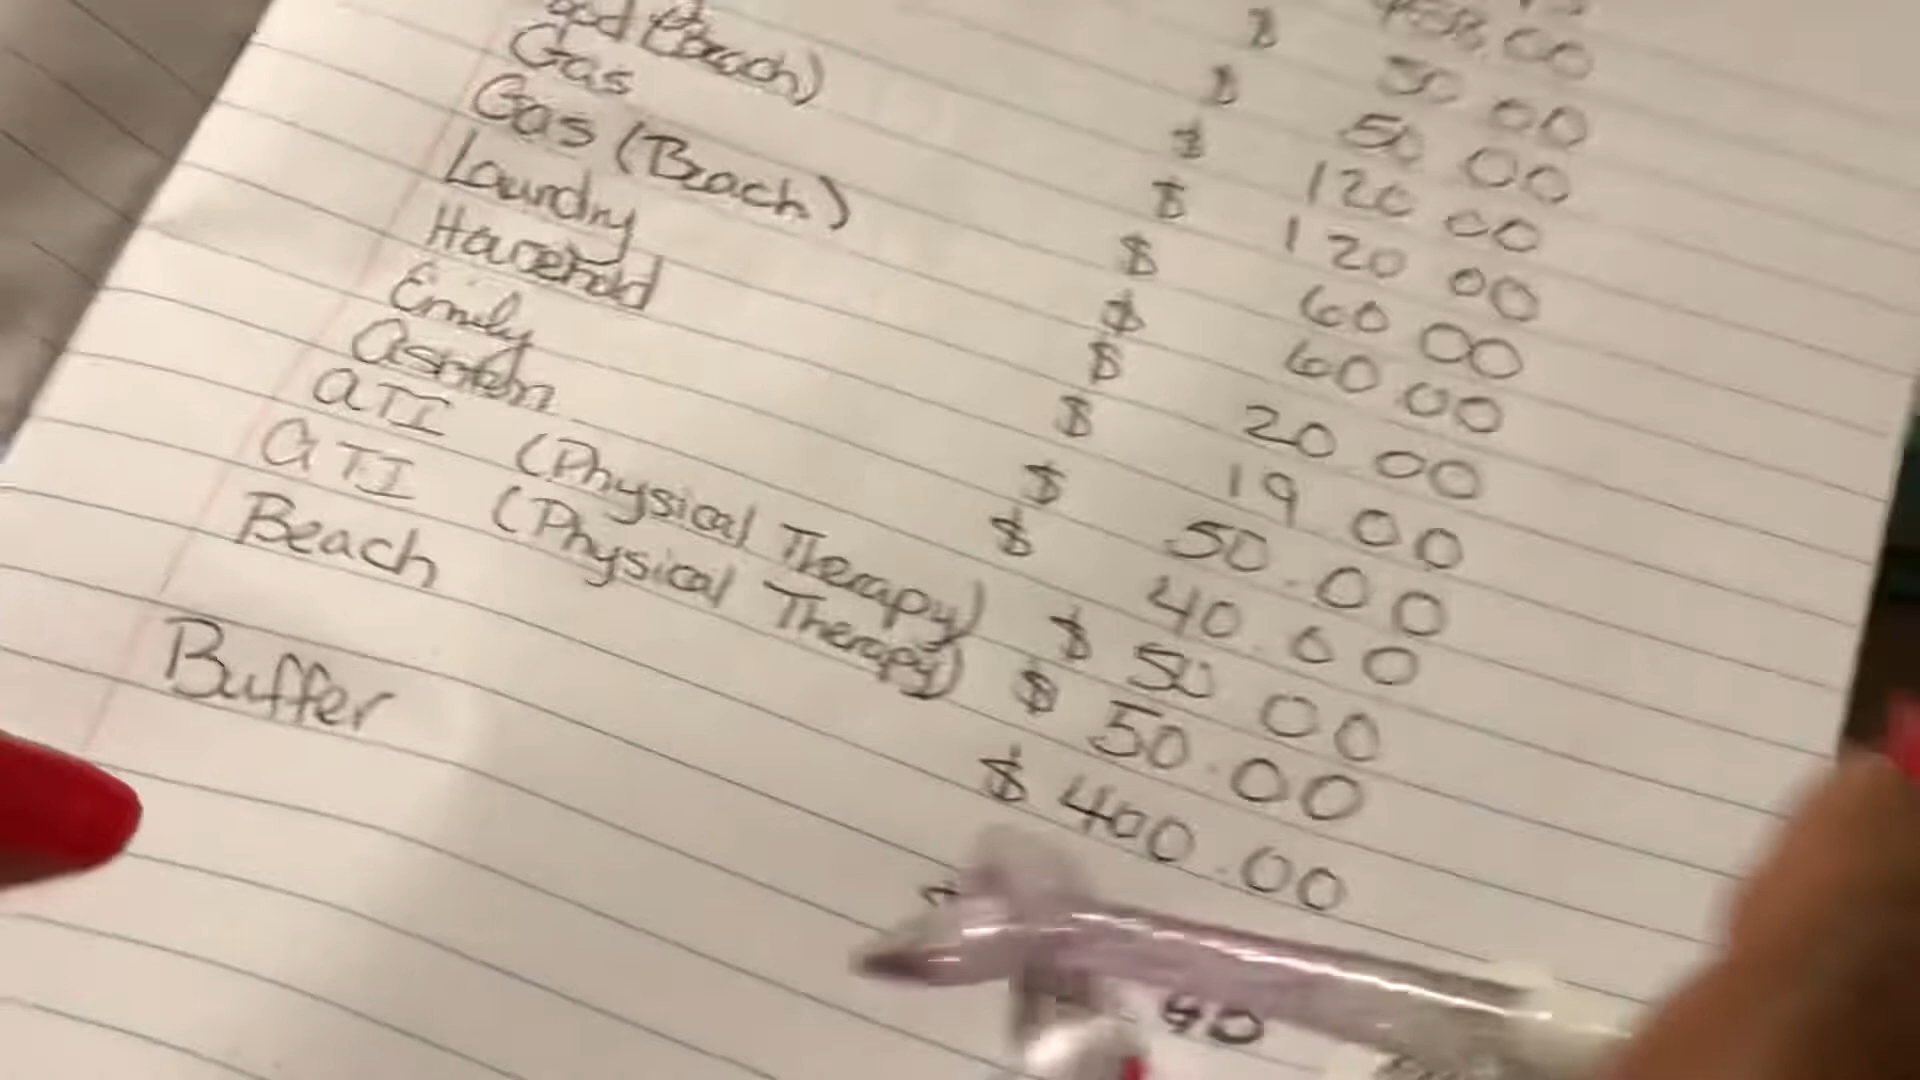 $ 50 00
$ 120 00
(Beach) $ 120 00
Gas $ 60 00
Gas (Beach) $ 60 00
Laundry $ 20 00
Household $ 19 00
Emily $ 50.00
$ 40.00
ATI (Physical Therapy) $ 50 00
ATI (Physical Therapy) $ 50.00
Beach $ 400.00
Buffer
40